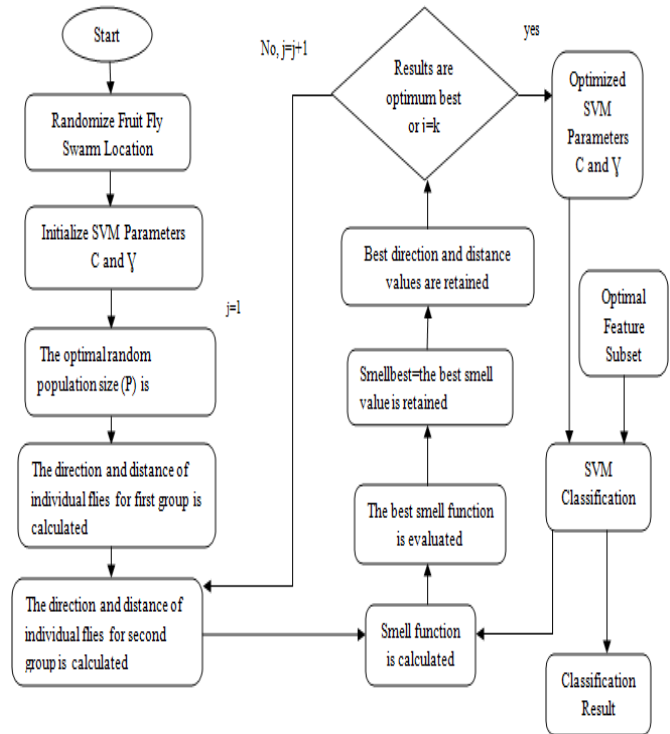 Start
Randomize Fruit Fly
Swarm Location
Initialize SVM Parameters
C and Ɣ
j=1
The optimal random
population size (P) is
The direction and distance of
individual flies for first group is
calculated
The direction and distance of
individual flies for second
group is calculated
No, j=j+1
yes
Results are
optimum best
or j=k
Best direction and distance
values are retained
Smellbest=the best smell
value is retained
The best smell function
is evaluated
Smell function
is calculated
Optimized
SVM
Parameters
C and Ɣ
Optimal
Feature
Subset
SVM
Classification
Classification
Result